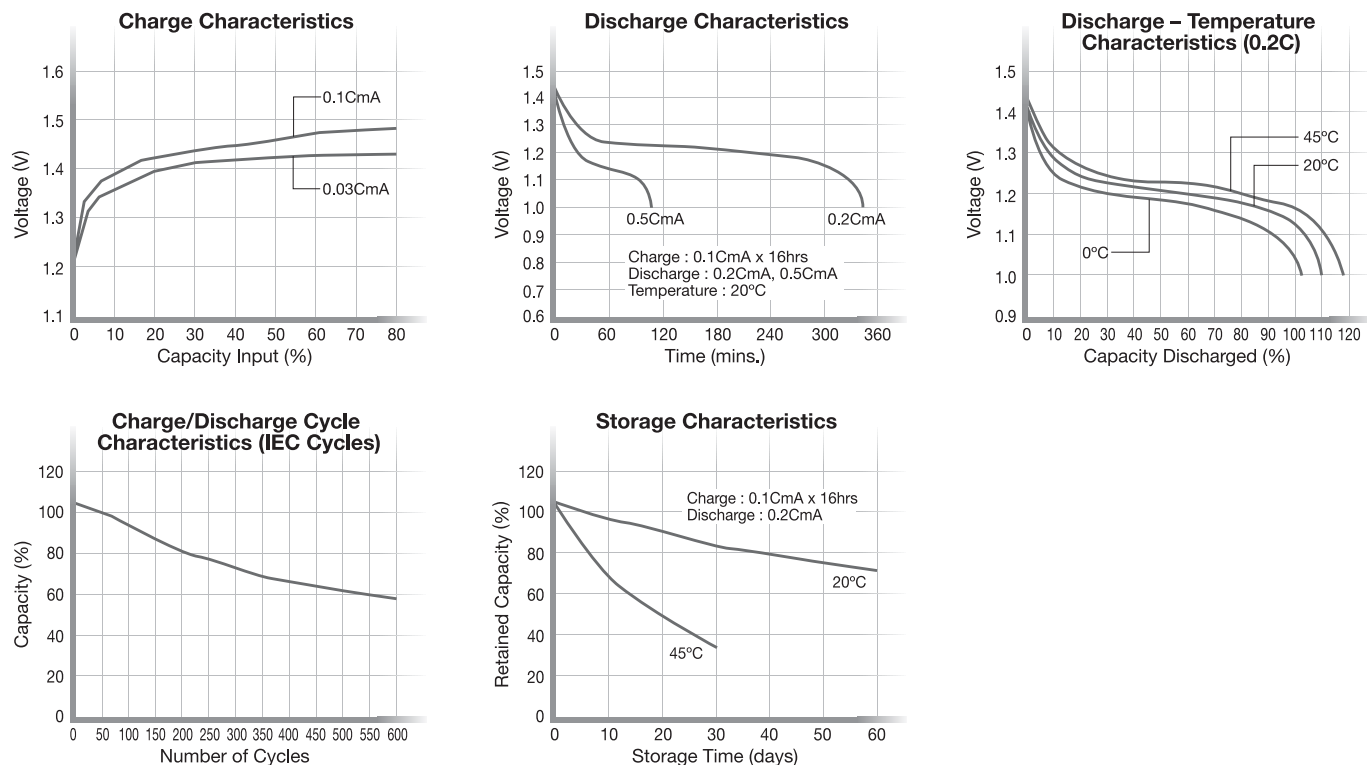 Charge Characteristics
1.6
1.5
1.4
1.3
1.2
1.1
Voltage (V)
0.1CmA
0.03CmA
0 10 20 30 40 50 60 70 80
Capacity Input (%)
Discharge Characteristics
1.5
1.4
1.3
1.2
1.1
1.0
0.9
0.8
0.7
0.6
Voltage (V)
0.5CmA
0.2CmA
Charge : 0.1CmA x 16hrs
Discharge : 0.2CmA, 0.5CmA
Temperature : 20ºC
0 60 120 180 240 300 360
Time (mins.)
Discharge – Temperature
Characteristics (0.2C)
1.5
1.4
1.3
1.2
1.1
1.0
0.9
Voltage (V)
45ºC
20ºC
0ºC
0 10 20 30 40 50 60 70 80 90 100 110 120
Capacity Discharged (%)
Charge/Discharge Cycle
Characteristics (IEC Cycles)
120
100
80
60
40
20
0
Capacity (%)
0 50 100 150 200 250 300 350 400 450 500 550 600
Number of Cycles
Storage Characteristics
120
100
80
60
40
20
0
Retained Capacity (%)
Charge : 0.1CmA x 16hrs
Discharge : 0.2CmA
20ºC
45ºC
0 10 20 30 40 50 60
Storage Time (days)